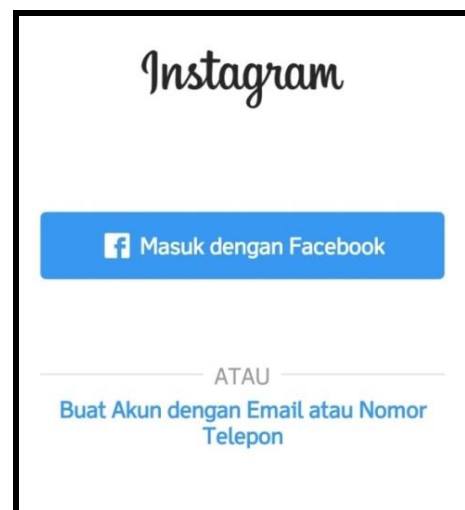 Instagram
Masuk dengan Facebook
ATAU
Buat Akun dengan Email atau Nomor
Telepon